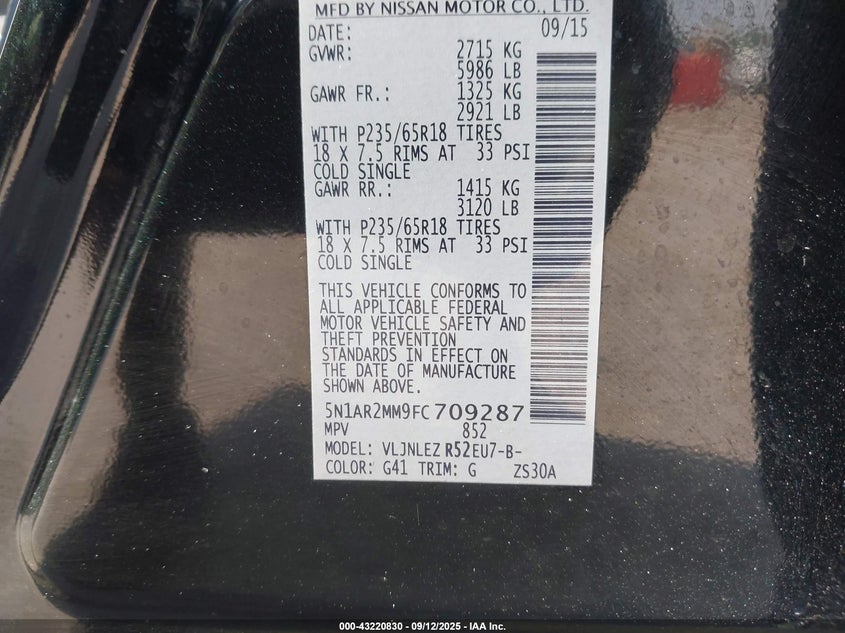 MFD BY NISSAN MOTOR CO., LTD.
DATE: 09/15
GVWR: 2715 KG
5986 LB
GAWR FR.: 1325 KG
2921 LB
WITH P235/65R18 TIRES
18 X 7.5 RIMS AT 33 PSI
COLD SINGLE
GAWR RR.: 1415 KG
3120 LB
WITH P235/65R18 TIRES
18 X 7.5 RIMS AT 33 PSI
COLD SINGLE
THIS VEHICLE CONFORMS TO
ALL APPLICABLE FEDERAL
MOTOR VEHICLE SAFETY AND
THEFT PREVENTION
STANDARDS IN EFFECT ON
THE DATE OF MANUFACTURE
SHOWN ABOVE.
5N1AR2MM9FC709287
MPV 852
MODEL: VLJNLEZ R52EU7-B-
COLOR: G41 TRIM: G ZS30A
000-43220830 - 09/12/2025 - IAA Inc.